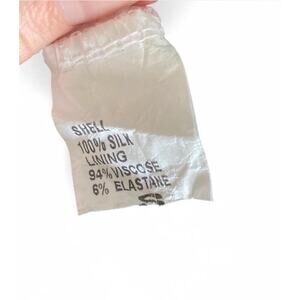 SHELL
100% SILK
LINING
94% VISCOSE
6% ELASTANE